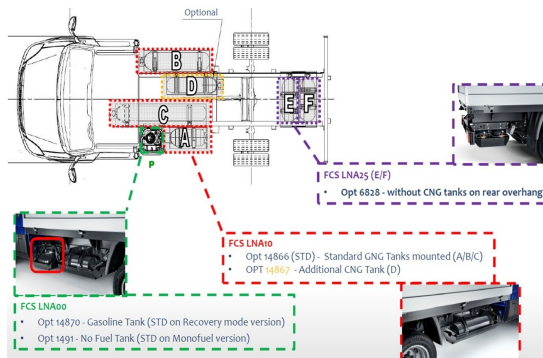 Optional
B
D
E F
C
A
P
FCS LNA25 (E/F)
• Opt 6828 - without CNG tanks on rear overhang
FCS LNA10
• Opt 14866 (STD) - Standard GNG Tanks mounted (A/B/C)
• OPT 14867 - Additional CNG Tank (D)
FCS LNA00
• Opt 14870 - Gasoline Tank (STD on Recovery mode version)
• Opt 1491 - No Fuel Tank (STD on Monofuel version)